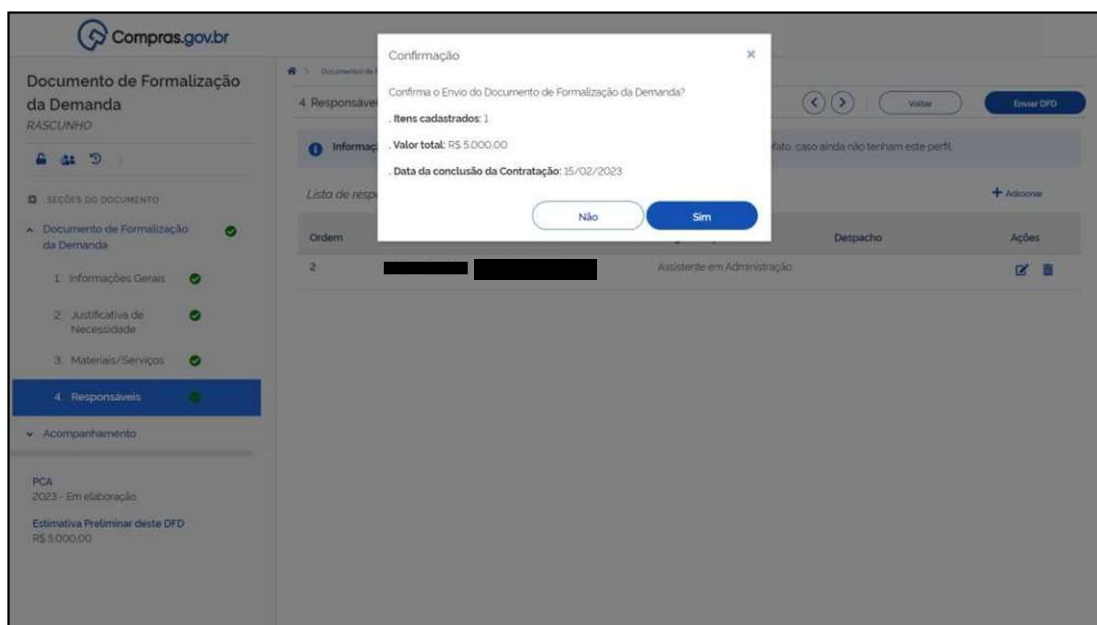 Compras.gov.br
Documento de Formalização
da Demanda
RASCUNHO
SEÇÕES DO DOCUMENTO
Documento de Formalização
da Demanda
1. Informações Gerais
2. Justificativa de
Necessidade
3. Materiais/Serviços
4. Responsáveis
Acompanhamento
PCA
2023 - Em elaboração
Estimativa Preliminar deste DFD
R$ 5.000,00
Documentos de
4. Responsáveis
Voltar
Enviar DFD
fato, caso ainda não tenham este perfil.
Lista de resp
Adicionar
Ordem
Despacho
Ações
2
Assistente em Administração
Confirmação
Confirma o Envio do Documento de Formalização da Demanda?
. Itens cadastrados: 1
. Valor total: R$ 5.000,00
. Data da conclusão da Contratação: 15/02/2023
Não
Sim